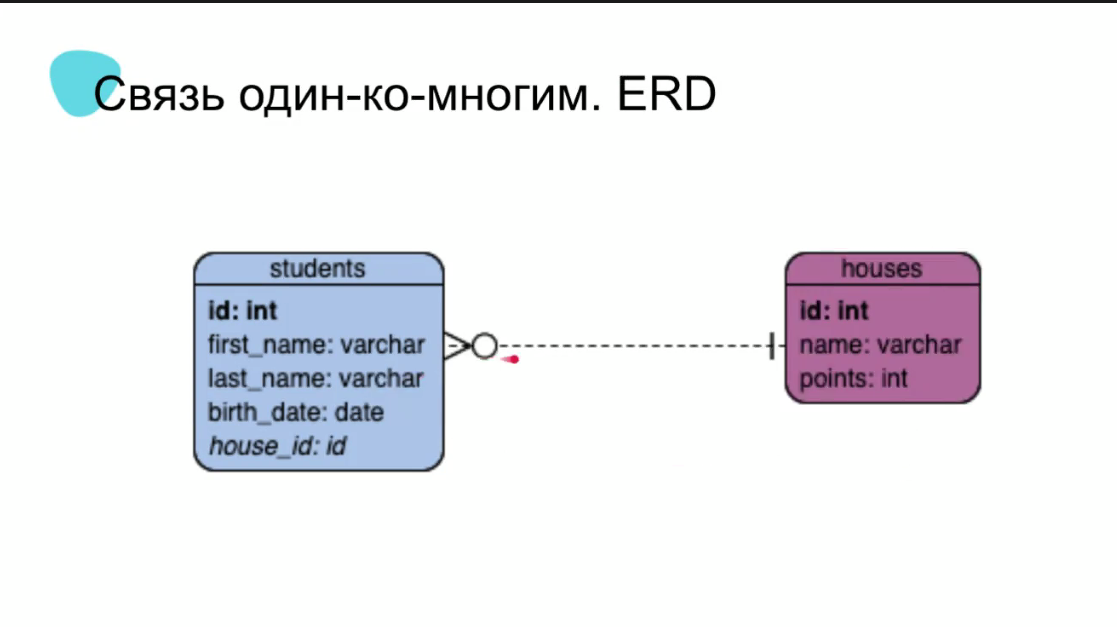 Связь один-ко-многим. ERD
students
id: int
first_name: varchar
last_name: varchar
birth_date: date
house_id: id
houses
id: int
name: varchar
points: int